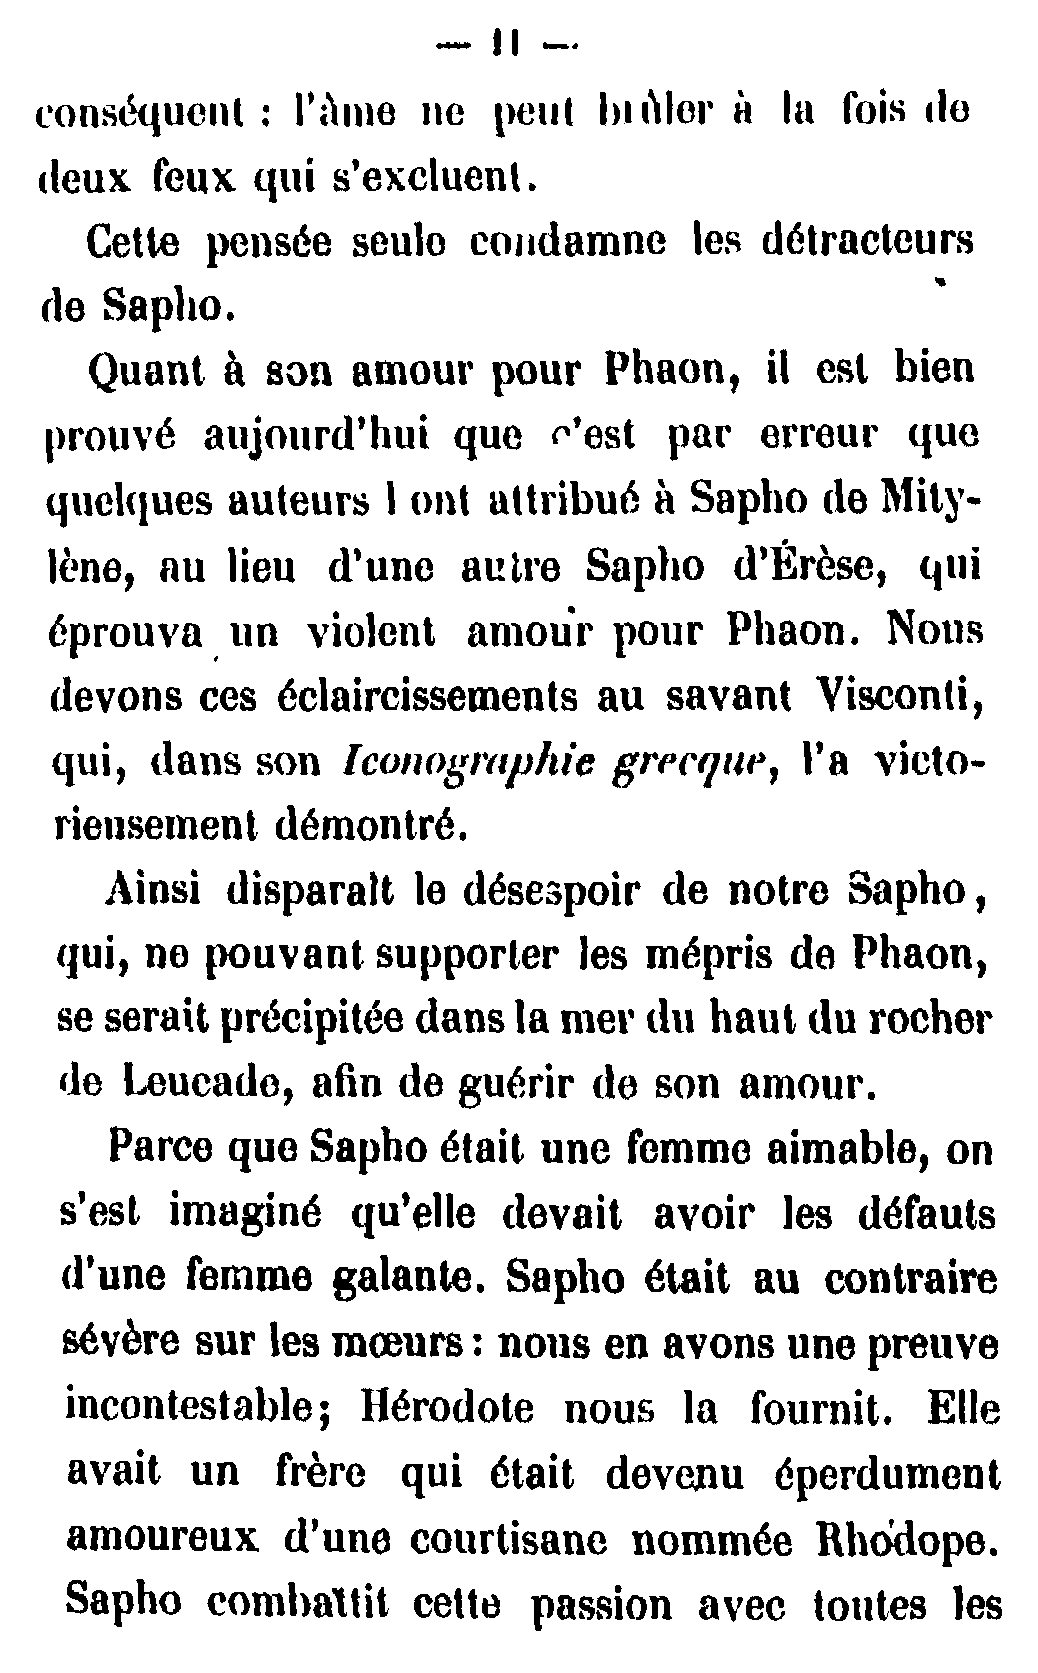 — 11 —
conséquent : l'âme ne peut brûler à la fois de
deux feux qui s'excluent.
Cette pensée seule condamne les détracteurs
de Sapho.
Quant à son amour pour Phaon, il est bien
prouvé aujourd'hui que c'est par erreur que
quelques auteurs l ont attribué à Sapho de Mity-
lène, au lieu d'une autre Sapho d'Érèse, qui
éprouva un violent amour pour Phaon. Nous
devons ces éclaircissements au savant Visconti,
qui, dans son Iconographie grecque, l'a victo-
rieusement démontré.
Ainsi disparaît le désespoir de notre Sapho,
qui, ne pouvant supporter les mépris de Phaon,
se serait précipitée dans la mer du haut du rocher
de Leucade, afin de guérir de son amour.
Parce que Sapho était une femme aimable, on
s'est imaginé qu'elle devait avoir les défauts
d'une femme galante. Sapho était au contraire
sévère sur les mœurs : nous en avons une preuve
incontestable; Hérodote nous la fournit. Elle
avait un frère qui était devenu éperdument
amoureux d'une courtisane nommée Rhodope.
Sapho combattit cette passion avec toutes les